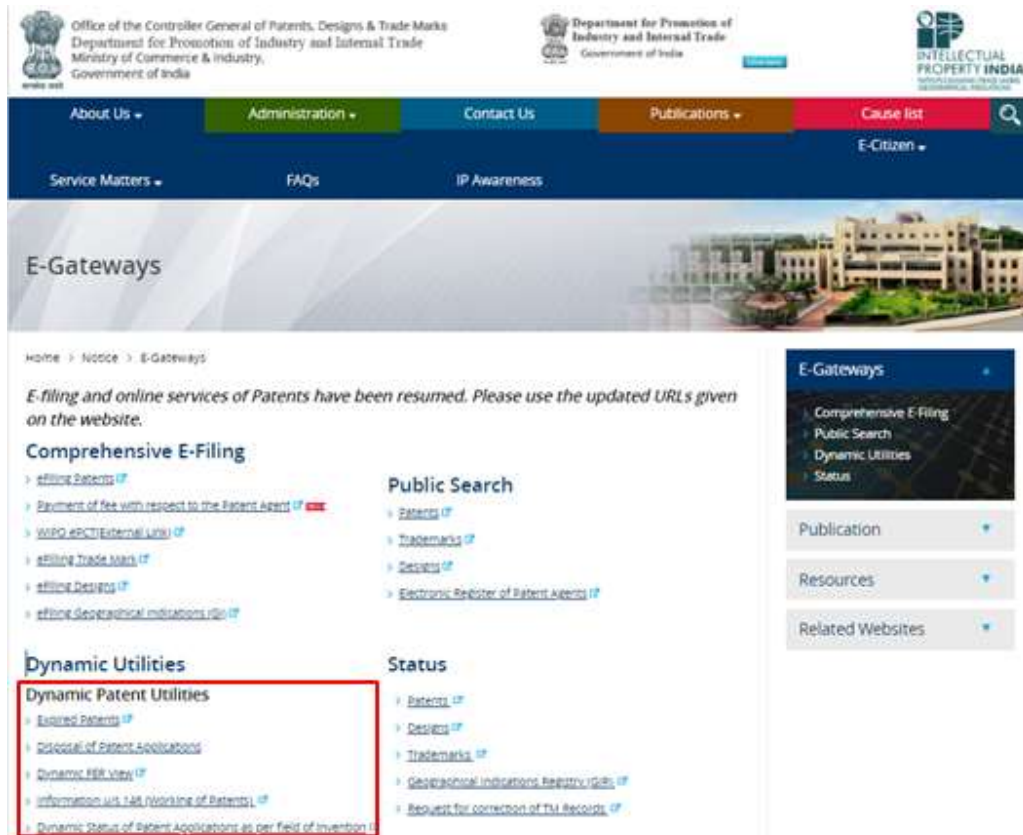 Office of the Controller General of Patents, Designs & Trade Marks
Department for Promotion of Industry and Internal Trade
Ministry of Commerce & Industry,
Government of India
Department for Promotion of
Industry and Internal Trade
Government of India
INTELLECTUAL
PROPERTY INDIA
About Us
Administration
Contact Us
Publications
Cause list
E-Citizen
Service Matters
FAQs
IP Awareness
E-Gateways
Home > Notice > E-Gateways
E-filing and online services of Patents have been resumed. Please use the updated URLs given
on the website.
Comprehensive E-Filing
eFiling Patents
Payment of fee with respect to the Patent Agent
WIPO ePCT(External Link)
eFiling Trade Mark
eFiling Designs
eFiling Geographical Indications (GI)
Public Search
Patents
Trademarks
Designs
Electronic Register of Patent Agents
Dynamic Utilities
Dynamic Patent Utilities
Expired Patents
Disposal of Patent Applications
Dynamic FER View
Information u/s 146 (Working of Patents)
Dynamic Status of Patent Applications as per field of Invention
Status
Patents
Designs
Trademarks
Geographical Indications Registry (GIR)
Request for correction of TM Records
E-Gateways
Comprehensive E-Filing
Public Search
Dynamic Utilities
Status
Publication
Resources
Related Websites